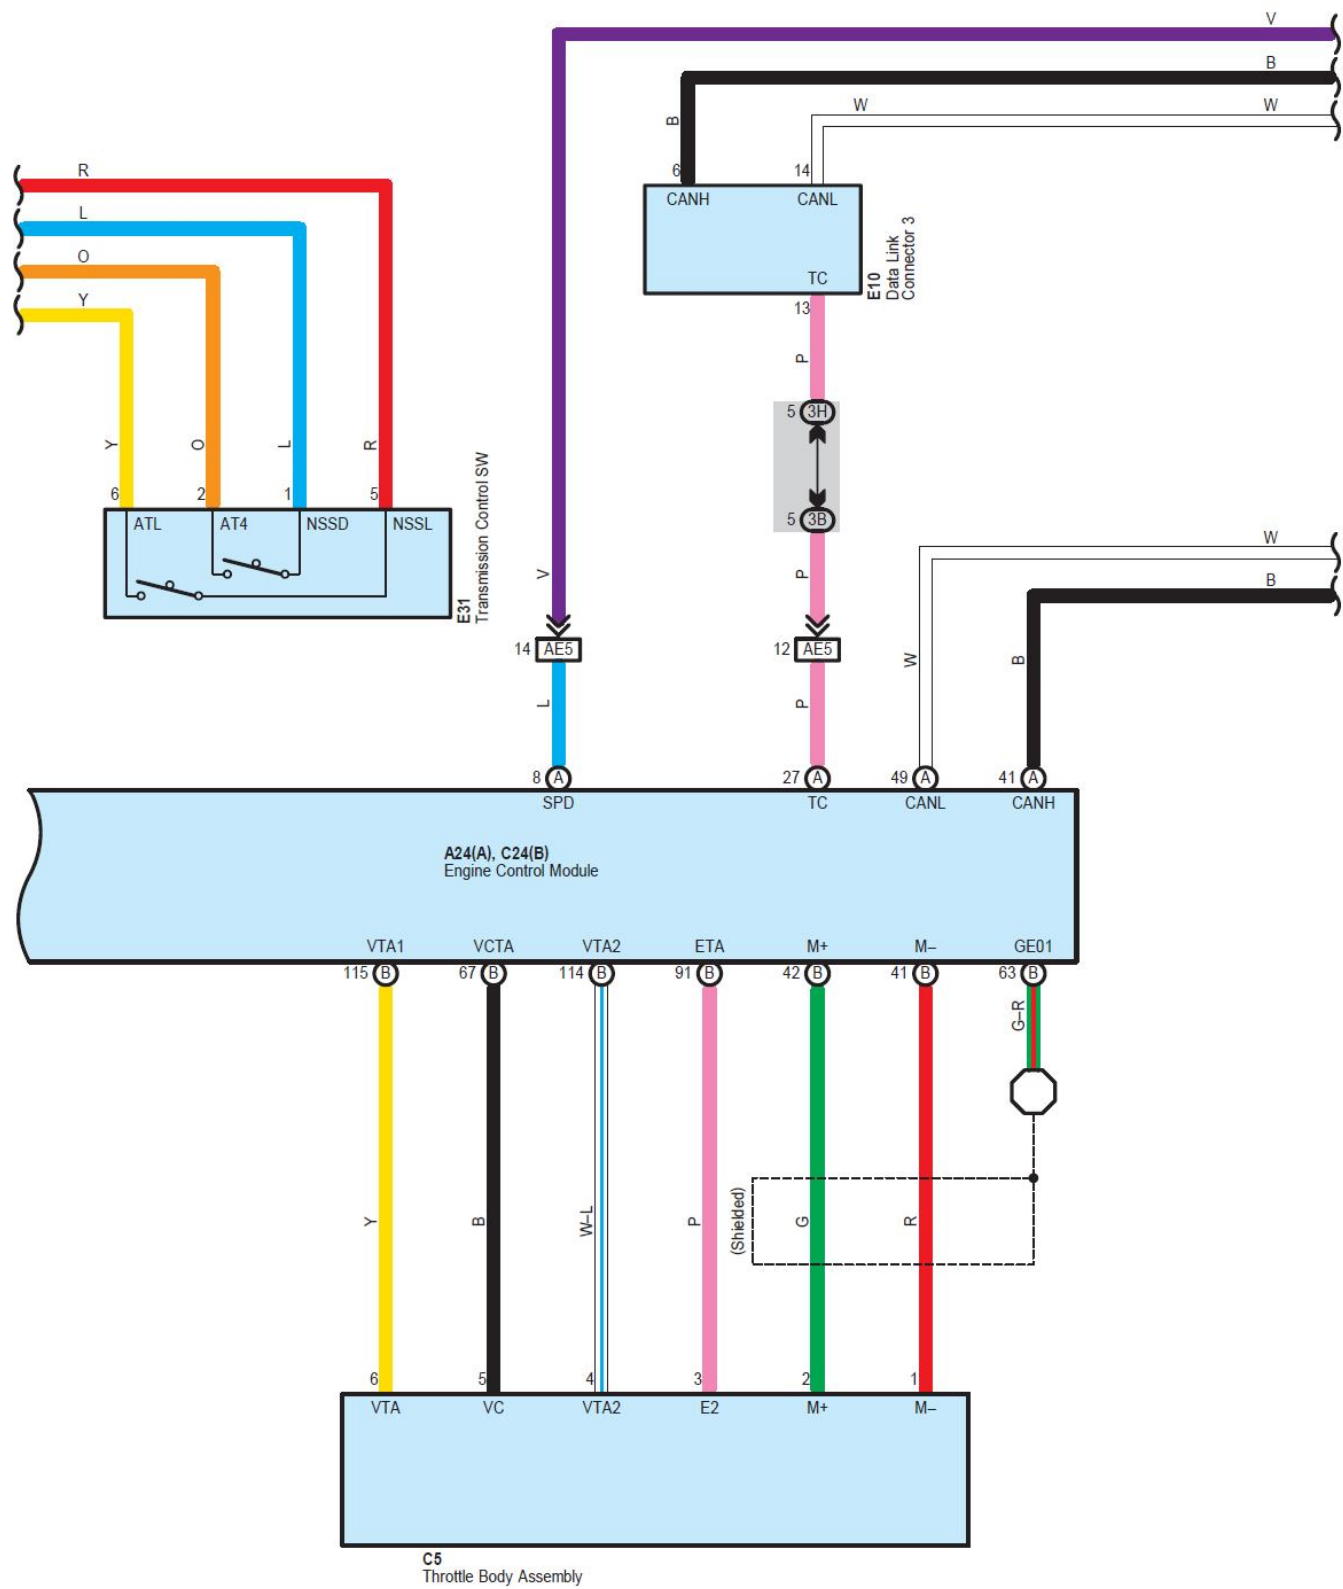 V
B
W W
B
6 14
CANH CANL
TC
E10
Data Link
Connector 3
13
P
5 3H
5 3B
P
R
L
O
Y
Y O L R
6 2 1 5
ATL AT4 NSSD NSSL
E31
Transmission Control SW
V
14 AE5
12 AE5
W
B
L P W B
8 A 27 A 49 A 41 A
SPD TC CANL CANH
A24(A), C24(B)
Engine Control Module
VTA1 VCTA VTA2 ETA M+ M– GE01
115 B 67 B 114 B 91 B 42 B 41 B 63 B
G–R
(Shielded)
Y B W–L P G R
6 5 4 3 2 1
VTA VC VTA2 E2 M+ M–
C5
Throttle Body Assembly